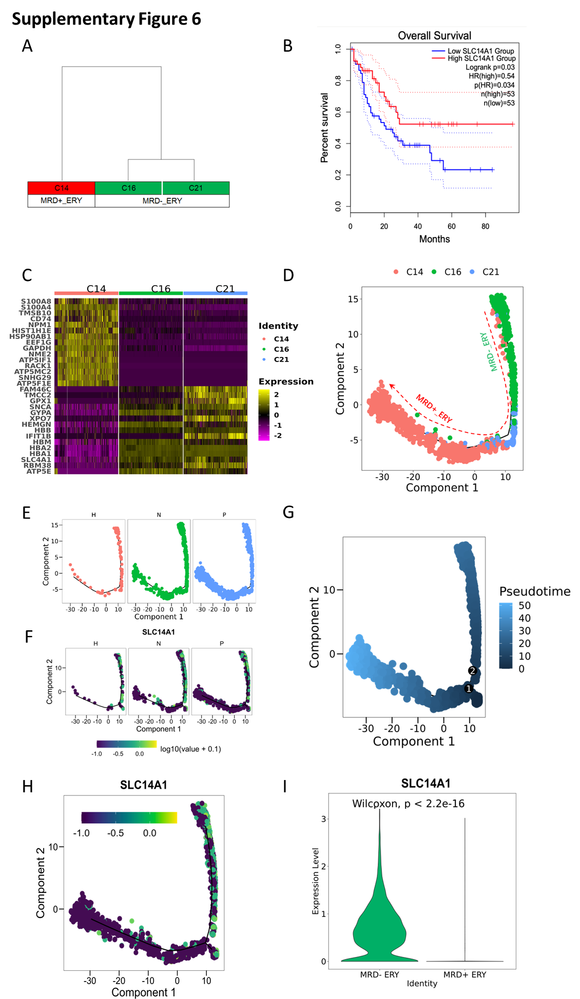 Supplementary Figure 6
A
C14
C16
C21
MRD+_ERY
MRD-_ERY
B
Overall Survival
Low SLC14A1 Group
High SLC14A1 Group
Logrank p=0.03
HR(high)=0.54
p(HR)=0.034
n(high)=53
n(low)=53
Percent survival
1.0
0.8
0.6
0.4
0.2
0.0
0 20 40 60 80
Months
C
C14 C16 C21
S100A8
S100A4
TMSB10
CD74
NPM1
HIST1H1E
HSP90AB1
EEF1G
GAPDH
NME2
ATP5IF1
RACK1
ATP5MC2
SNHG29
ATP5F1E
FAM46C
TMCC2
GPX1
SNCA
GYPA
XPO7
HEMGN
HBB
IFIT1B
HBM
HBA2
HBA1
SLC4A1
RBM38
ATP5E
Identity
C14
C16
C21
Expression
2
1
0
-1
-2
D
C14 C16 C21
Component 2
15
10
5
0
-5
MRD-_ERY
MRD+_ERY
-30 -20 -10 0 10
Component 1
E
H N P
Component 2
15
10
5
0
-5
-30 -20 -10 0 10 -30 -20 -10 0 10 -30 -20 -10 0 10
Component 1
F
SLC14A1
H N P
Component 2
10
0
-30 -20 -10 0 10 -30 -20 -10 0 10 -30 -20 -10 0 10
Component 1
-1.0 -0.5 0.0
log10(value + 0.1)
G
Component 2
10
0
2
1
-30 -20 -10 0 10
Component 1
Pseudotime
50
40
30
20
10
0
H
SLC14A1
-1.0 -0.5 0.0
Component 2
10
0
-30 -20 -10 0 10
Component 1
I
SLC14A1
Wilcoxon, p < 2.2e-16
Expression Level
3
2
1
0
MRD- ERY MRD+ ERY
Identity